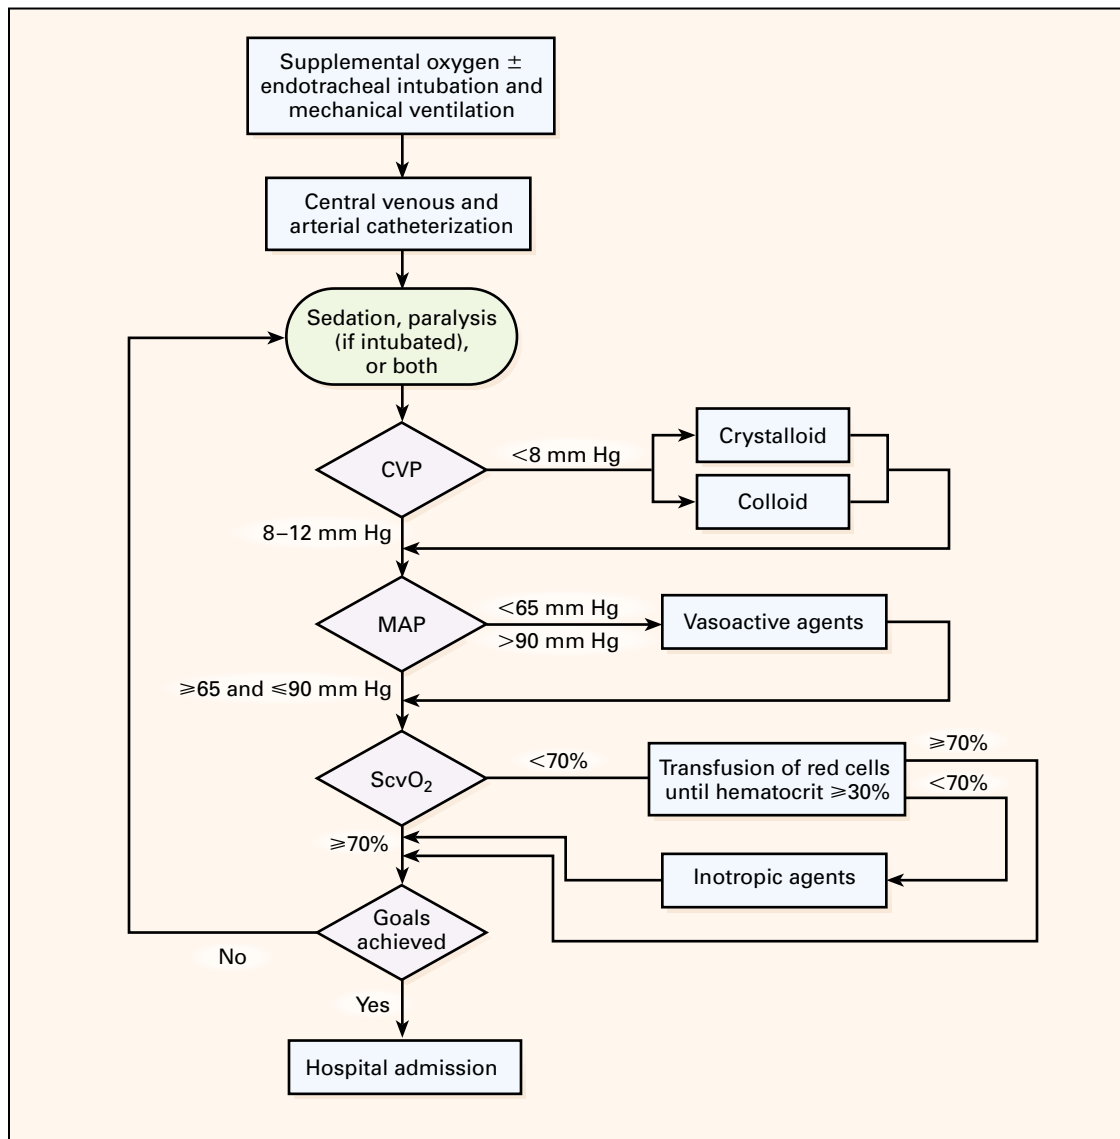 Supplemental oxygen ±
endotracheal intubation and
mechanical ventilation
Central venous and
arterial catheterization
Sedation, paralysis
(if intubated),
or both
CVP
<8 mm Hg
Crystalloid
Colloid
8–12 mm Hg
MAP
<65 mm Hg
>90 mm Hg
Vasoactive agents
⩾65 and ⩽90 mm Hg
ScvO₂
<70%
Transfusion of red cells
until hematocrit ⩾30%
⩾70%
<70%
⩾70%
Inotropic agents
Goals
achieved
No
Yes
Hospital admission